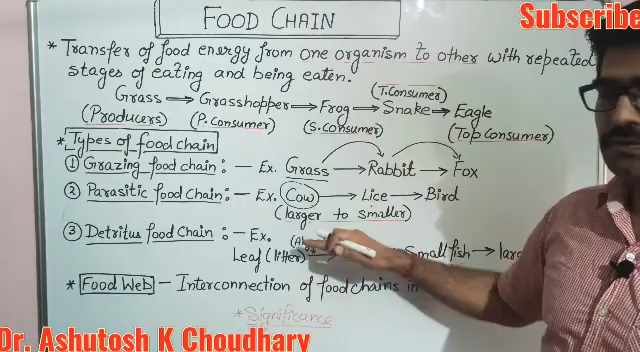 FOOD CHAIN
Subscribe
* Transfer of food energy from one organism to other with repeated
stages of eating and being eaten.
Grass → Grasshopper → Frog → Snake → Eagle
(Producers) (P. consumer) (S. consumer) (T. Consumer) (Top consumer)
* Types of food chain
① Grazing food chain :- Ex. Grass → Rabbit → Fox
② Parasitic food chain :- Ex. Cow → Lice → Bird
(larger to smaller)
③ Detritus food chain :- Ex.
Leaf (litter) Small fish →
* Food Web - Interconnection of food chains in
* Significance
Dr. Ashutosh K Choudhary